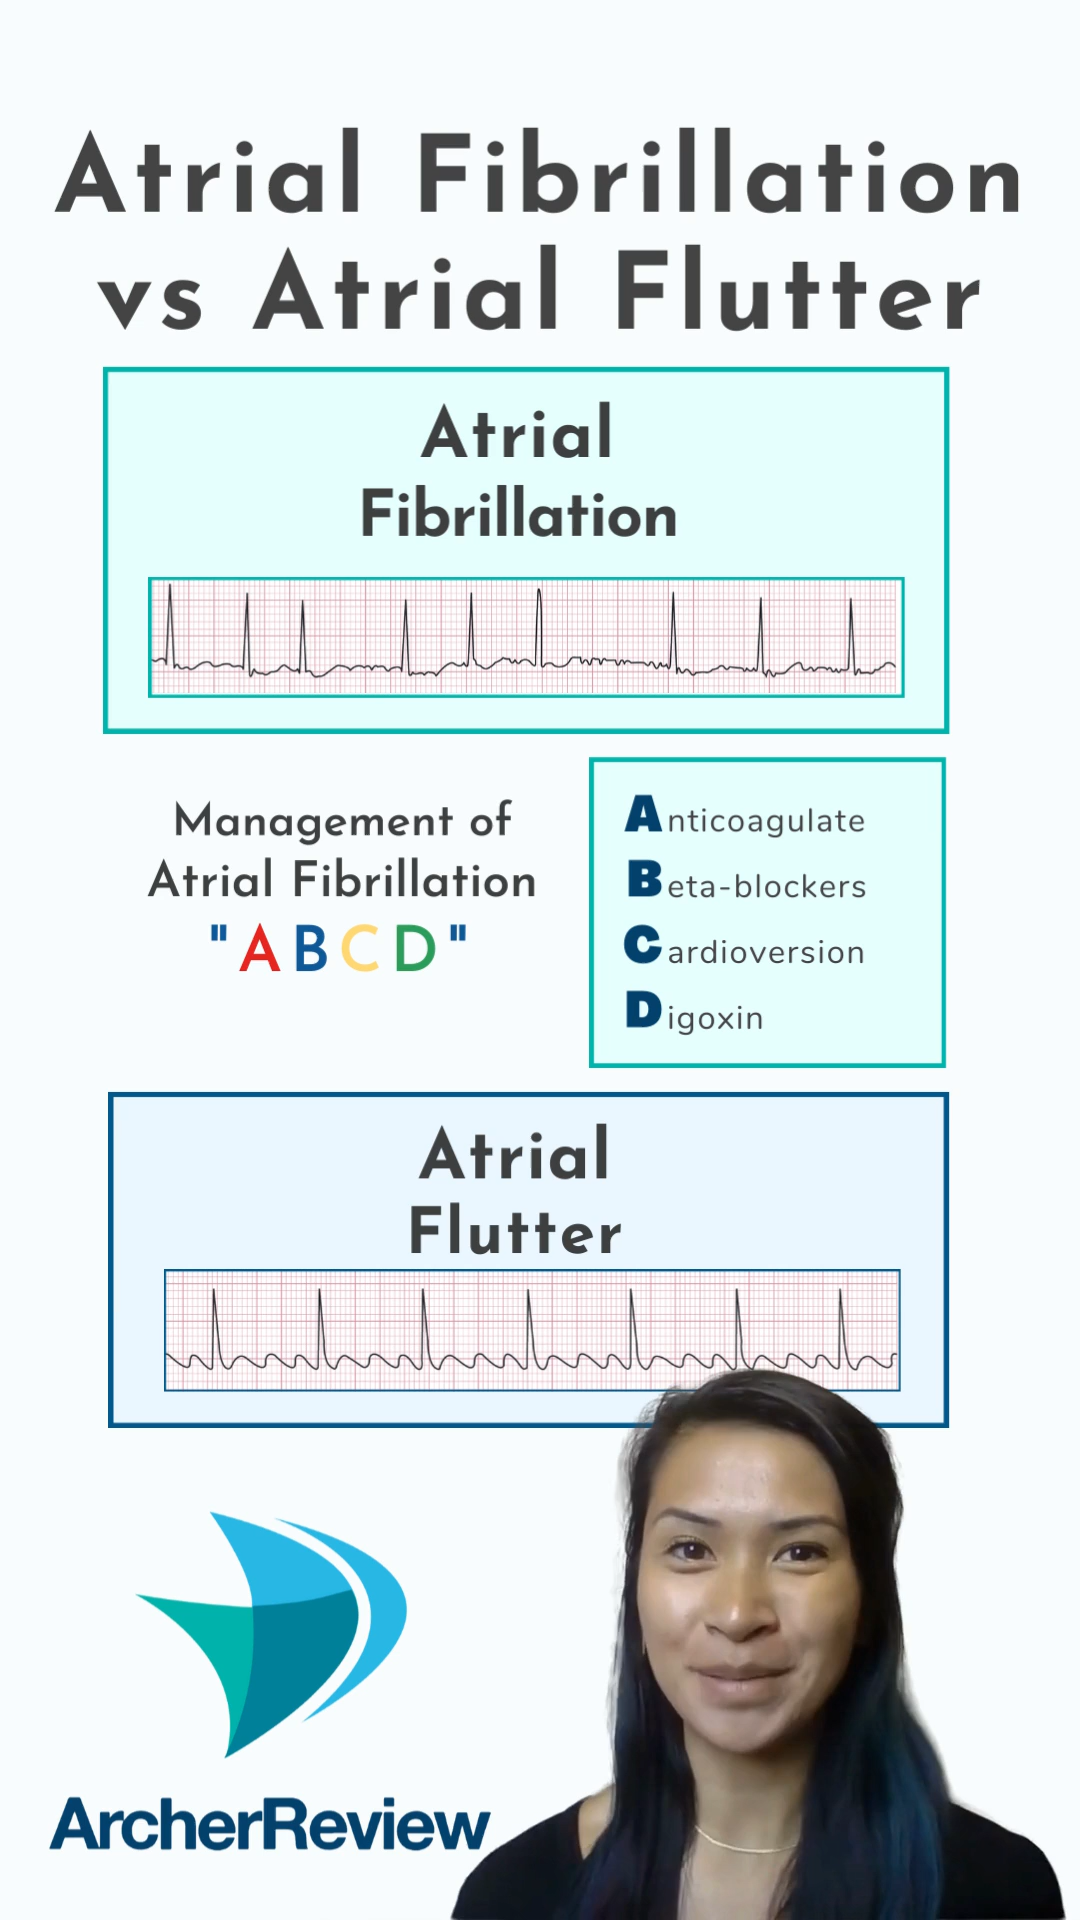 Atrial Fibrillation
vs Atrial Flutter
Atrial
Fibrillation
Management of
Atrial Fibrillation
"ABCD"
Anticoagulate
Beta-blockers
Cardioversion
Digoxin
Atrial
Flutter
ArcherReview